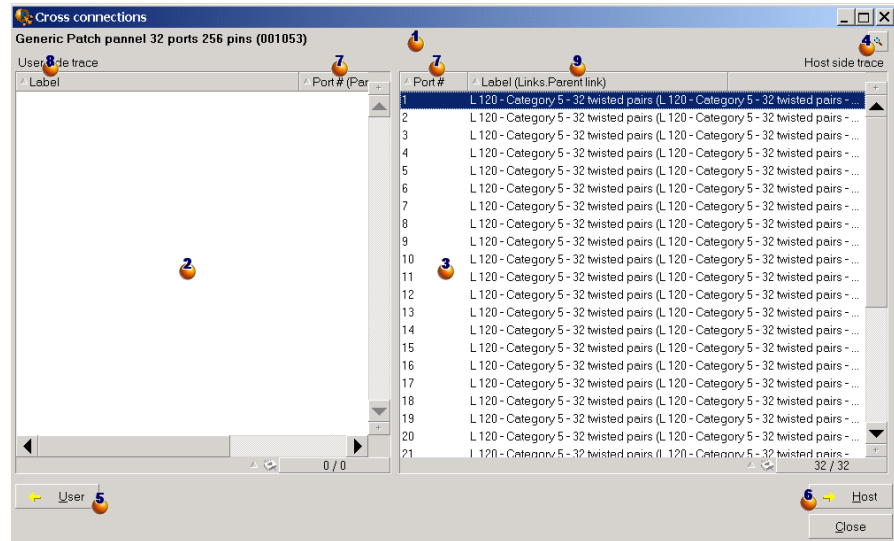 Cross connections
Generic Patch pannel 32 ports 256 pins (001053)
1
4
User side trace
Host side trace
8
7
7
9
Label
Port # (Par
Port #
Label (Links.Parent link)
1 L 120 - Category 5 - 32 twisted pairs (L 120 - Category 5 - 32 twisted pairs - ...
2 L 120 - Category 5 - 32 twisted pairs (L 120 - Category 5 - 32 twisted pairs - ...
3 L 120 - Category 5 - 32 twisted pairs (L 120 - Category 5 - 32 twisted pairs - ...
4 L 120 - Category 5 - 32 twisted pairs (L 120 - Category 5 - 32 twisted pairs - ...
5 L 120 - Category 5 - 32 twisted pairs (L 120 - Category 5 - 32 twisted pairs - ...
6 L 120 - Category 5 - 32 twisted pairs (L 120 - Category 5 - 32 twisted pairs - ...
7 L 120 - Category 5 - 32 twisted pairs (L 120 - Category 5 - 32 twisted pairs - ...
8 L 120 - Category 5 - 32 twisted pairs (L 120 - Category 5 - 32 twisted pairs - ...
9 L 120 - Category 5 - 32 twisted pairs (L 120 - Category 5 - 32 twisted pairs - ...
10 L 120 - Category 5 - 32 twisted pairs (L 120 - Category 5 - 32 twisted pairs - ...
2
3
11 L 120 - Category 5 - 32 twisted pairs (L 120 - Category 5 - 32 twisted pairs - ...
12 L 120 - Category 5 - 32 twisted pairs (L 120 - Category 5 - 32 twisted pairs - ...
13 L 120 - Category 5 - 32 twisted pairs (L 120 - Category 5 - 32 twisted pairs - ...
14 L 120 - Category 5 - 32 twisted pairs (L 120 - Category 5 - 32 twisted pairs - ...
15 L 120 - Category 5 - 32 twisted pairs (L 120 - Category 5 - 32 twisted pairs - ...
16 L 120 - Category 5 - 32 twisted pairs (L 120 - Category 5 - 32 twisted pairs - ...
17 L 120 - Category 5 - 32 twisted pairs (L 120 - Category 5 - 32 twisted pairs - ...
18 L 120 - Category 5 - 32 twisted pairs (L 120 - Category 5 - 32 twisted pairs - ...
19 L 120 - Category 5 - 32 twisted pairs (L 120 - Category 5 - 32 twisted pairs - ...
20 L 120 - Category 5 - 32 twisted pairs (L 120 - Category 5 - 32 twisted pairs - ...
21 L 120 - Category 5 - 32 twisted pairs (L 120 - Category 5 - 32 twisted pairs - ...
0 / 0
32 / 32
User
5
6
Host
Close